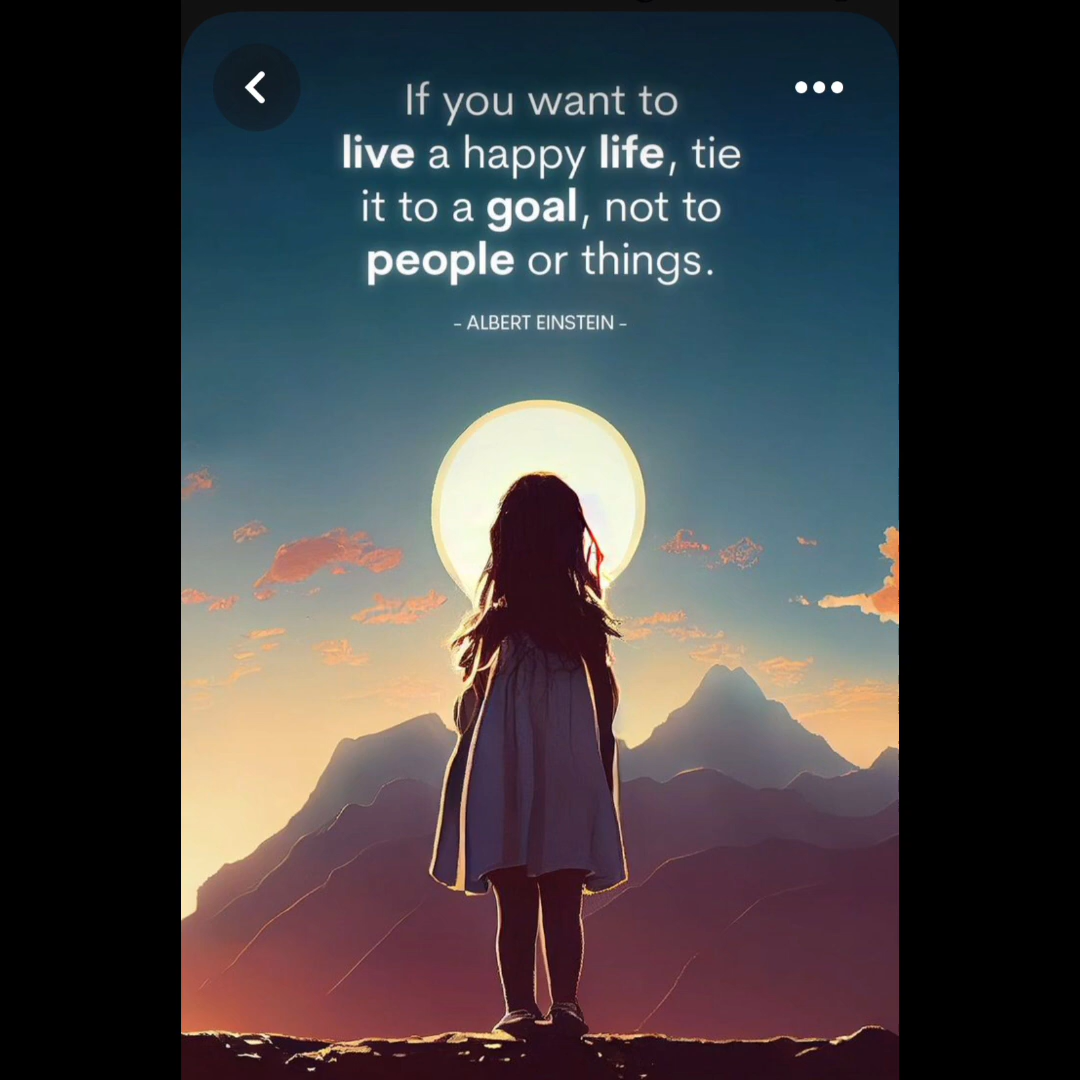 If you want to
live a happy life, tie
it to a goal, not to
people or things.
- ALBERT EINSTEIN -